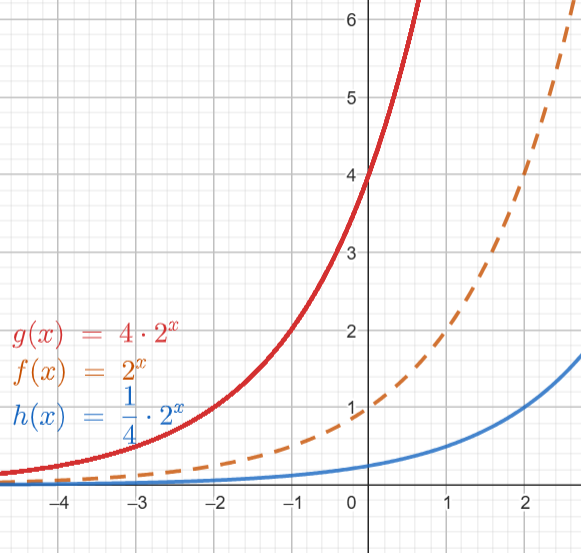 6
5
4
3
2
1
g(x) = 4 · 2^x
f(x) = 2^x
h(x) = 1/4 · 2^x
−4 −3 −2 −1 0 1 2